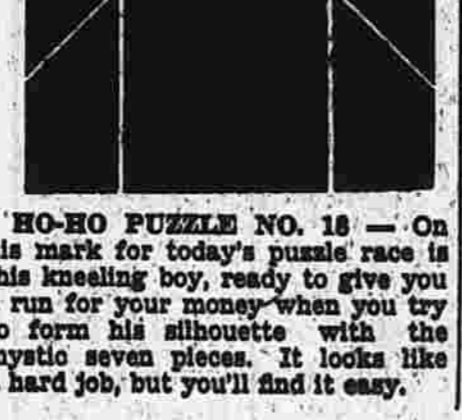 HO-HO PUZZLE NO. 18 — On
is mark for today's puzzle race is
his kneeling boy, ready to give you
run for your money when you try
o form his silhouette with the
nystic seven pieces. It looks like
hard job, but you'll find it easy.